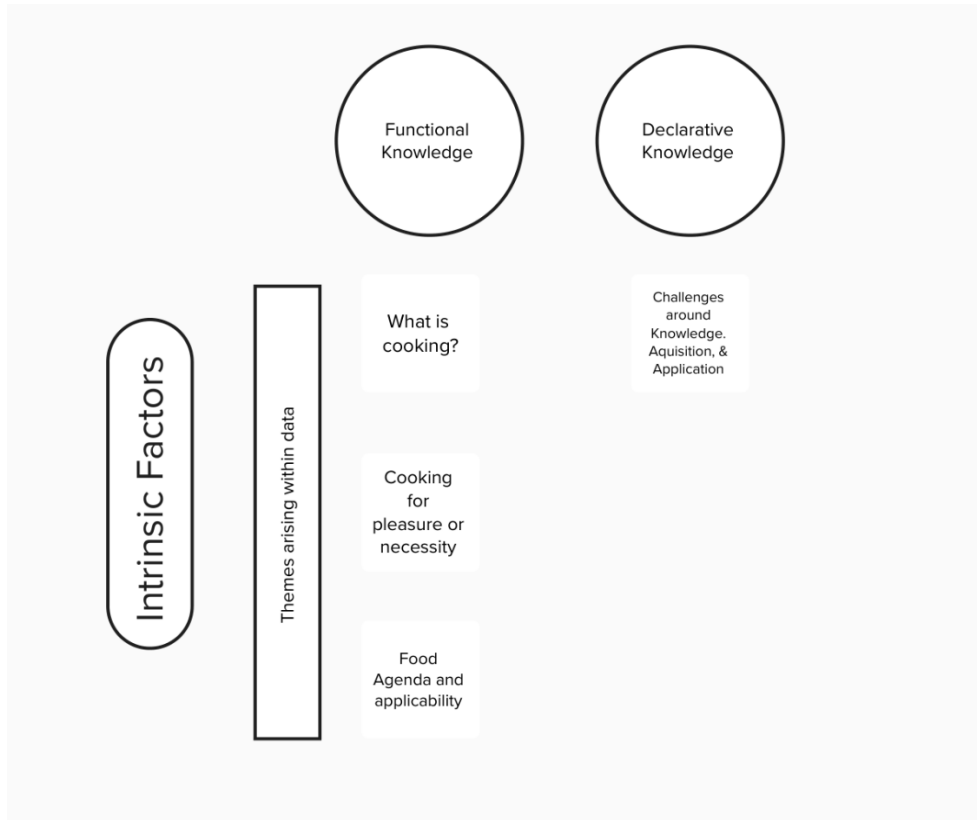 Functional
Knowledge
Declarative
Knowledge
Intrinsic Factors
Themes arising within data
What is
cooking?
Challenges
around
Knowledge.
Aquisition, &
Application
Cooking
for
pleasure or
necessity
Food
Agenda and
applicability